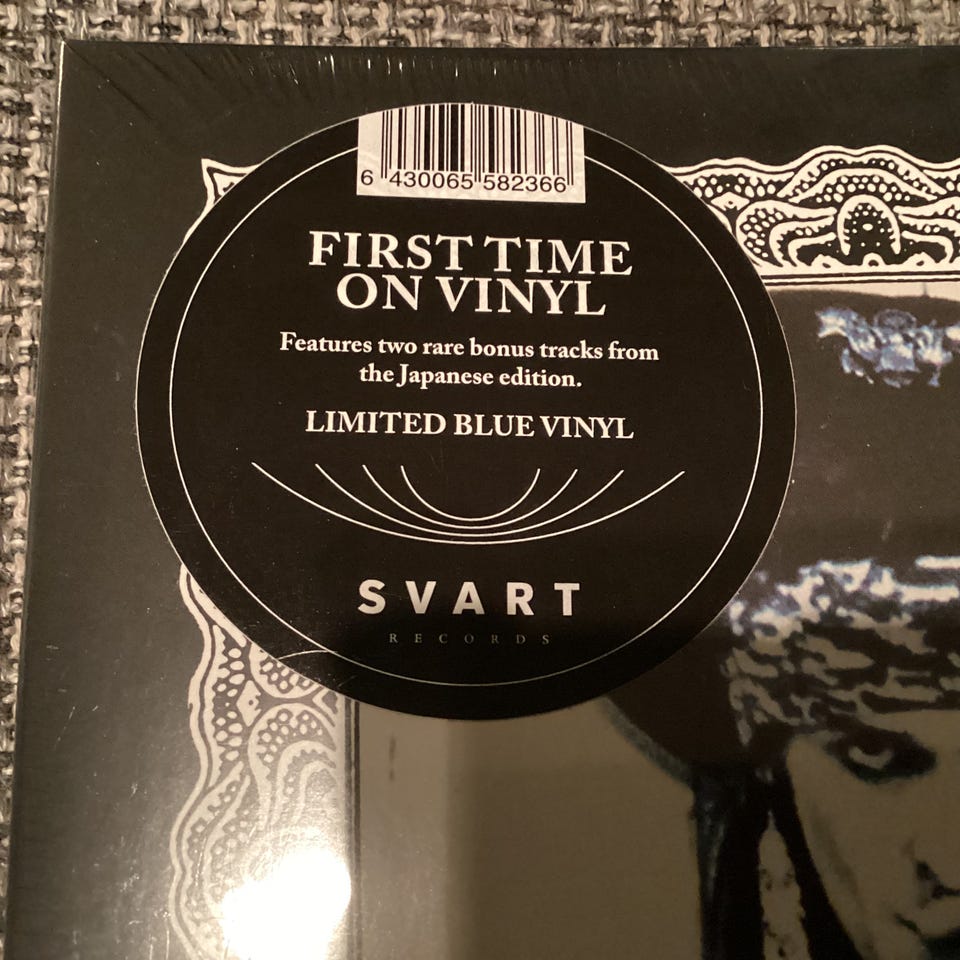 6 430065 582366
FIRST TIME
ON VINYL
Features two rare bonus tracks from
the Japanese edition.
LIMITED BLUE VINYL
SVART
RECORDS